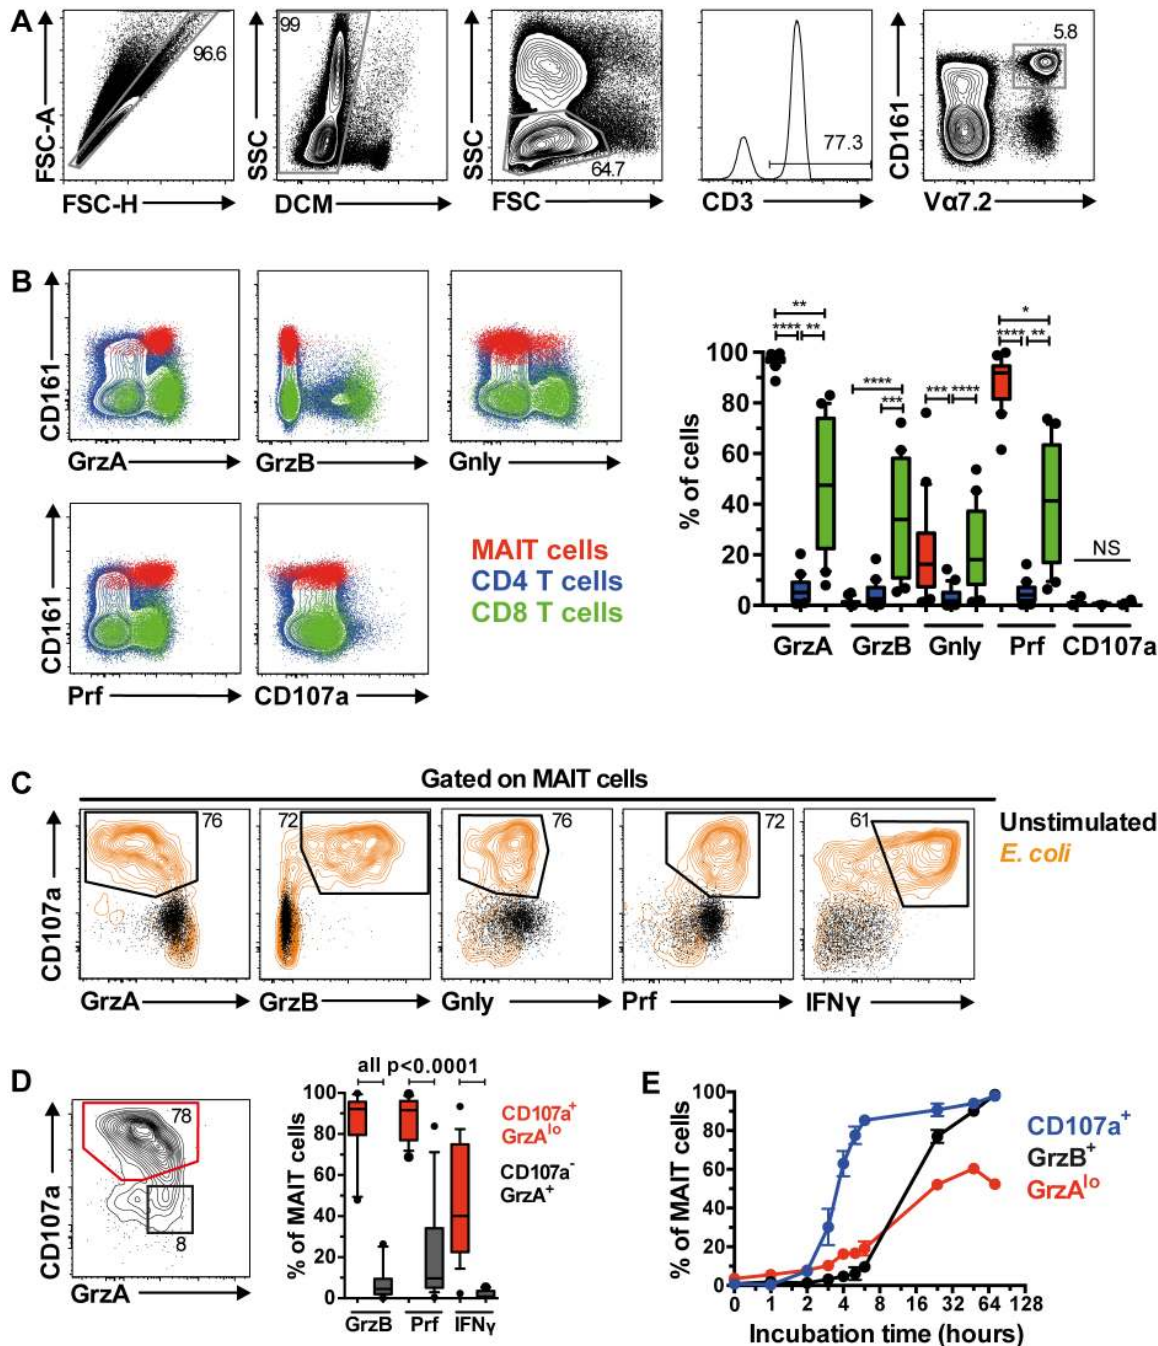 A
96.6
FSC-A
FSC-H
99
SSC
DCM
64.7
SSC
FSC
77.3
CD3
5.8
CD161
Vα7.2
B
CD161
GrzA
GrzB
Gnly
CD161
Prf
CD107a
MAIT cells
CD4 T cells
CD8 T cells
% of cells
100
80
60
40
20
0
** **** **
**** ***
*** ****
* **** **
NS
GrzA GrzB Gnly Prf CD107a
C
Gated on MAIT cells
76 72 76 72 61
CD107a
GrzA GrzB Gnly Prf IFNγ
Unstimulated
E. coli
D
78
8
CD107a
GrzA
all p<0.0001
% of MAIT cells
100
80
60
40
20
0
GrzB Prf IFNγ
CD107a⁺
GrzAˡᵒ
CD107a⁻
GrzA⁺
E
% of MAIT cells
100
80
60
40
20
0
0 1 2 4 8 16 32 64 128
Incubation time (hours)
CD107a⁺
GrzB⁺
GrzAˡᵒ